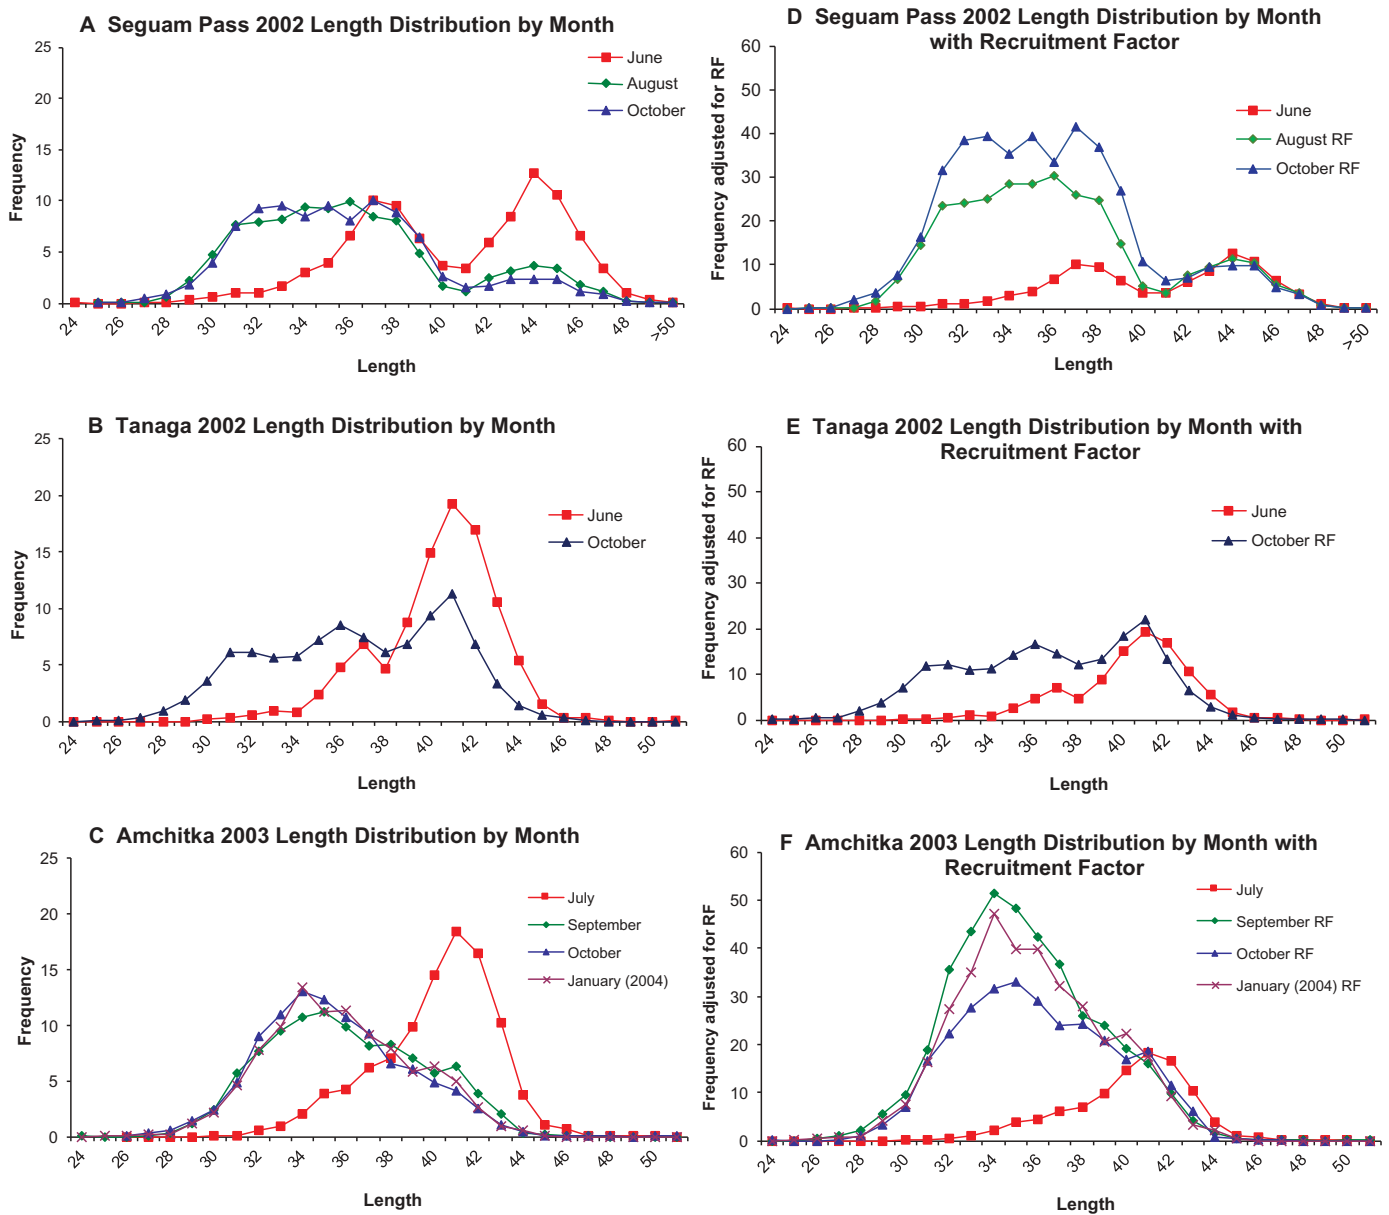 A Seguam Pass 2002 Length Distribution by Month
25
20
15
10
5
0
Frequency
June
August
October
24 26 28 30 32 34 36 38 40 42 44 46 48 >50
Length
D Seguam Pass 2002 Length Distribution by Month
with Recruitment Factor
60
50
40
30
20
10
0
Frequency adjusted for RF
June
August RF
October RF
24 26 28 30 32 34 36 38 40 42 44 46 48 >50
Length
B Tanaga 2002 Length Distribution by Month
25
20
15
10
5
0
Frequency
June
October
24 26 28 30 32 34 36 38 40 42 44 46 48 50
Length
E Tanaga 2002 Length Distribution by Month with
Recruitment Factor
60
50
40
30
20
10
0
Frequency adjusted for RF
June
October RF
24 26 28 30 32 34 36 38 40 42 44 46 48 50
Length
C Amchitka 2003 Length Distribution by Month
25
20
15
10
5
0
Frequency
July
September
October
January (2004)
24 26 28 30 32 34 36 38 40 42 44 46 48 50
Length
F Amchitka 2003 Length Distribution by Month with
Recruitment Factor
60
50
40
30
20
10
0
Frequency adjusted for RF
July
September RF
October RF
January (2004) RF
24 26 28 30 32 34 36 38 40 42 44 46 48 50
Length